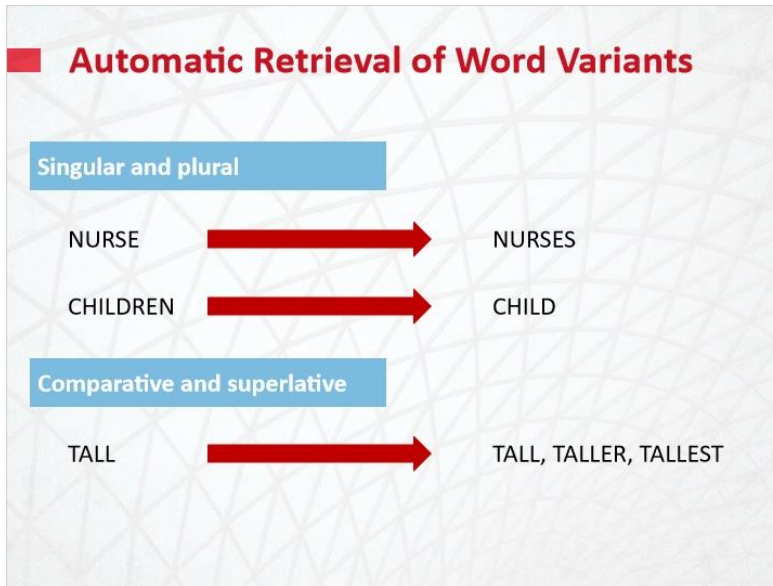 Automatic Retrieval of Word Variants
Singular and plural
NURSE NURSES
CHILDREN CHILD
Comparative and superlative
TALL TALL, TALLER, TALLEST